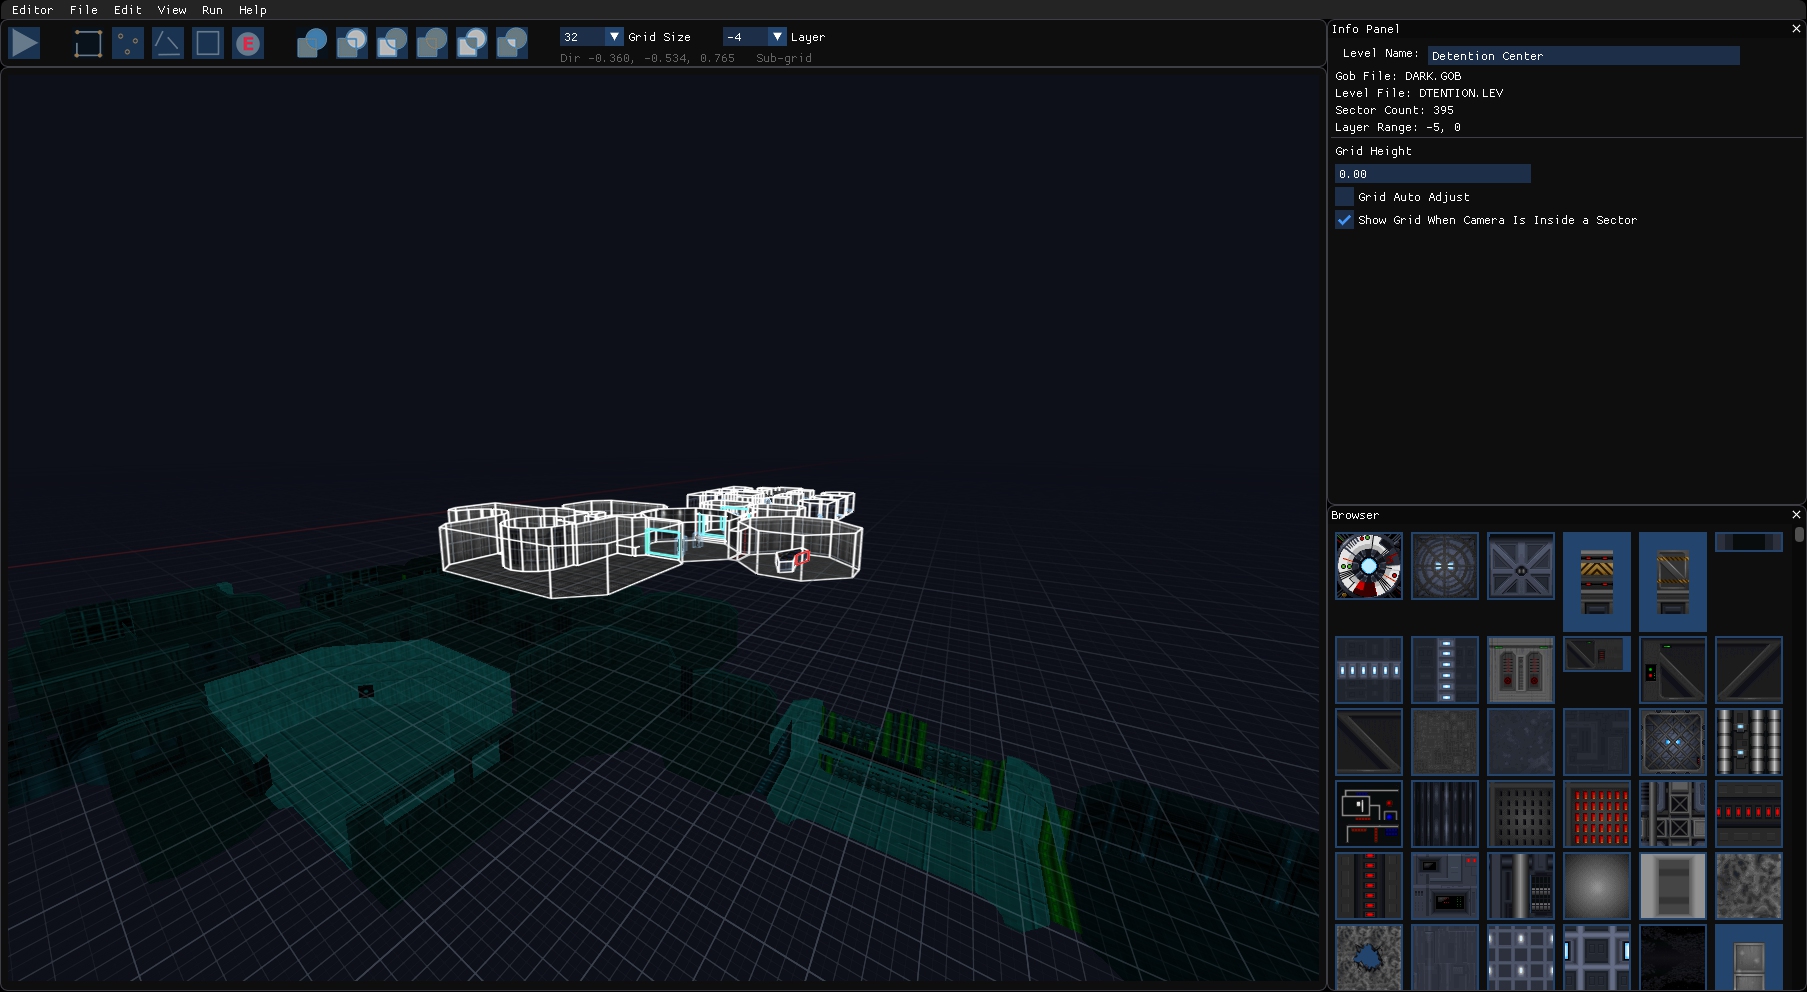 Editor File Edit View Run Help
E
32 Grid Size -4 Layer
Dir -0.360, -0.534, 0.765 Sub-grid
Info Panel
Level Name: Detention Center
Gob File: DARK.GOB
Level File: DTENTION.LEV
Sector Count: 395
Layer Range: -5, 0
Grid Height
0.00
Grid Auto Adjust
Show Grid When Camera Is Inside a Sector
Browser